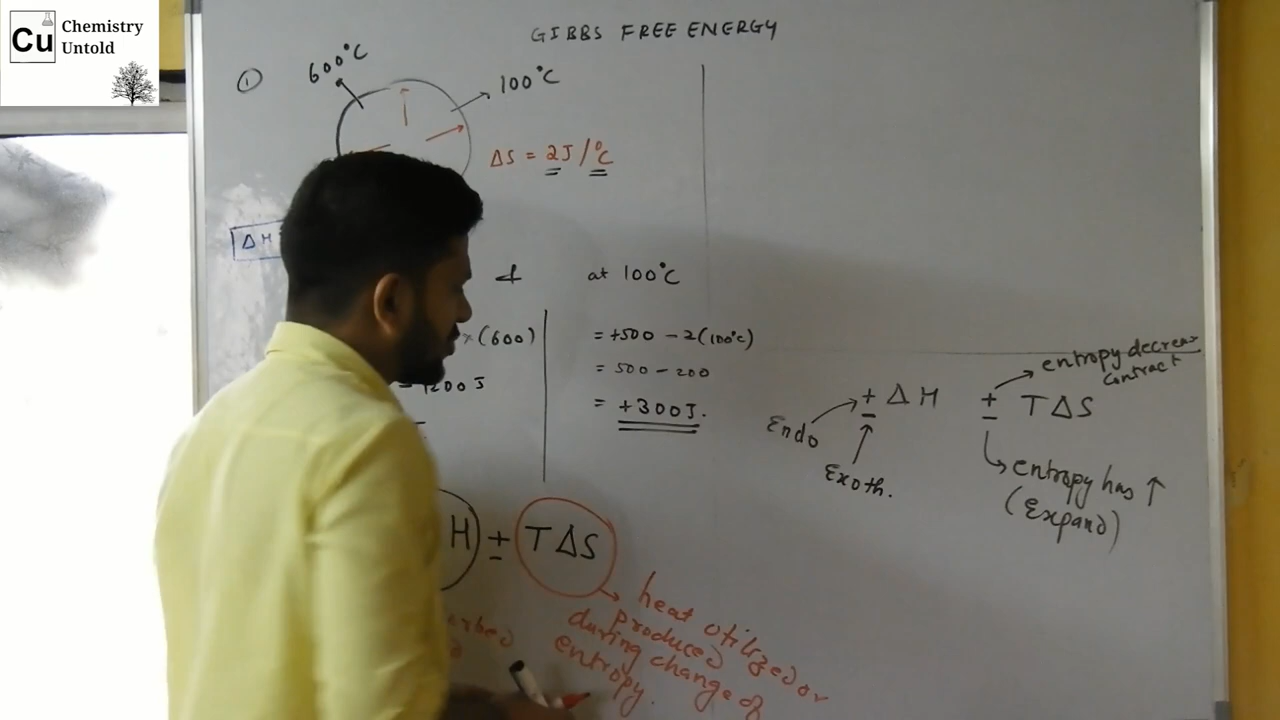 Cu
Chemistry
Untold
GIBBS FREE ENERGY
①
600°C
100°C
ΔS = 2J/°C
ΔH
at 100°C
×(600)
= 1200J
= +500 - 2(100°C)
= 500 - 200
= +300J.
entropy decrease
contract
± ΔH ± TΔS
Endo
Exoth.
entropy has ↑
(Expand)
H ± TΔS
heat utilized or
produced
during change of
entropy.